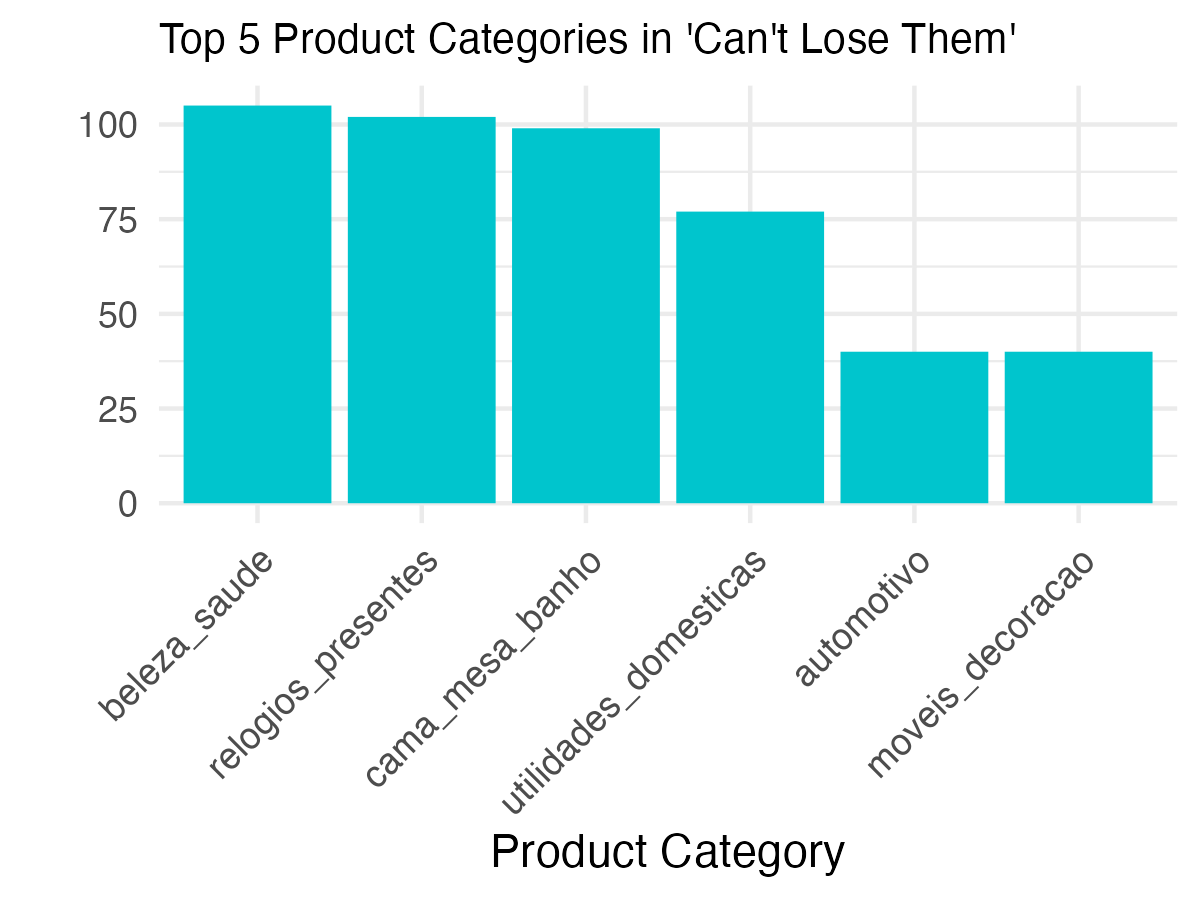 Top 5 Product Categories in 'Can't Lose Them'
100
75
50
25
0
beleza_saude
relogios_presentes
cama_mesa_banho
utilidades_domesticas
automotivo
moveis_decoracao
Product Category